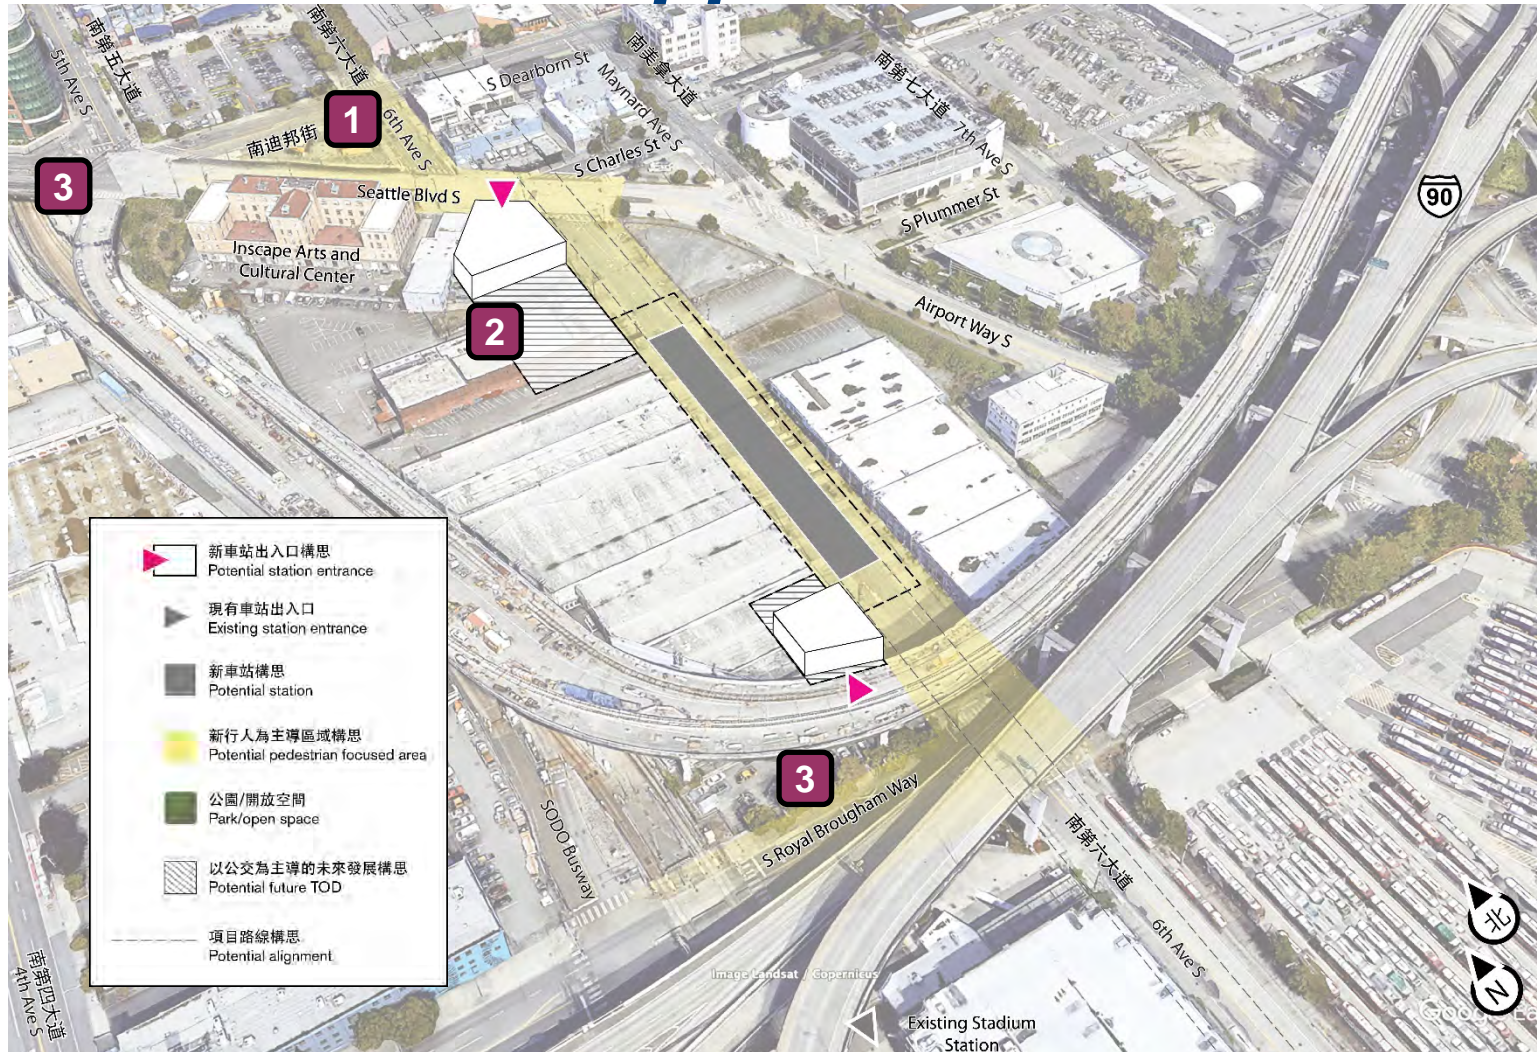 5th Ave S
南第五大道
南第六大道
6th Ave S
1
南迪邦街
3
S Dearborn St
南美拿大道
Maynard Ave S
南第七大道
7th Ave S
S Charles St
S Plummer St
90
Seattle Blvd S
Inscape Arts and
Cultural Center
2
Airport Way S
新車站出入口構思
Potential station entrance
現有車站出入口
Existing station entrance
新車站構思
Potential station
新行人為主導區域構思
Potential pedestrian focused area
公園/開放空間
Park/open space
以公交為主導的未來發展構思
Potential future TOD
項目路線構思
Potential alignment
3
S Royal Brougham Way
SODO Busway
南第六大道
6th Ave S
南第四大道
4th Ave S
Image Landsat / Copernicus
Existing Stadium
Station
北
N